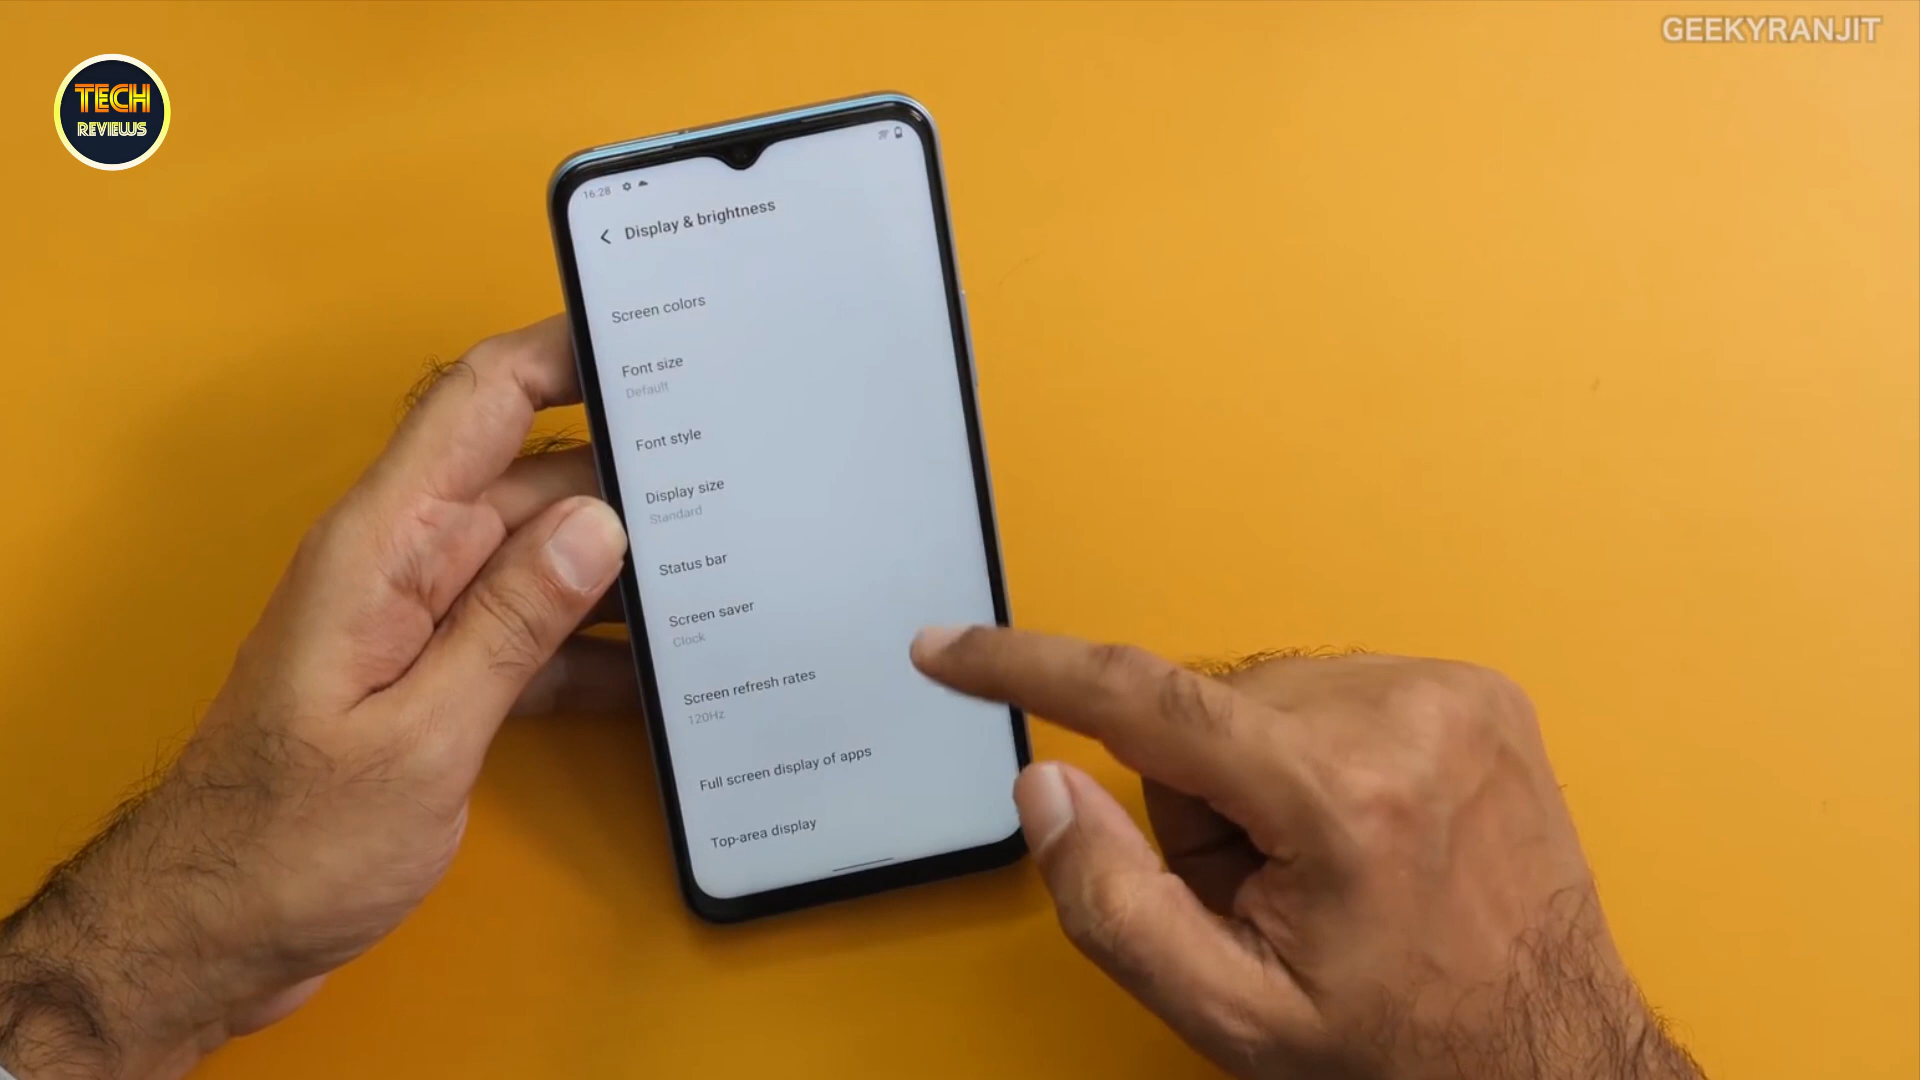 GEEKYRANJIT
TECH
REVIEWS
16:28
Display & brightness
Screen colors
Font size
Default
Font style
Display size
Standard
Status bar
Screen saver
Clock
Screen refresh rates
120Hz
Full screen display of apps
Top-area display